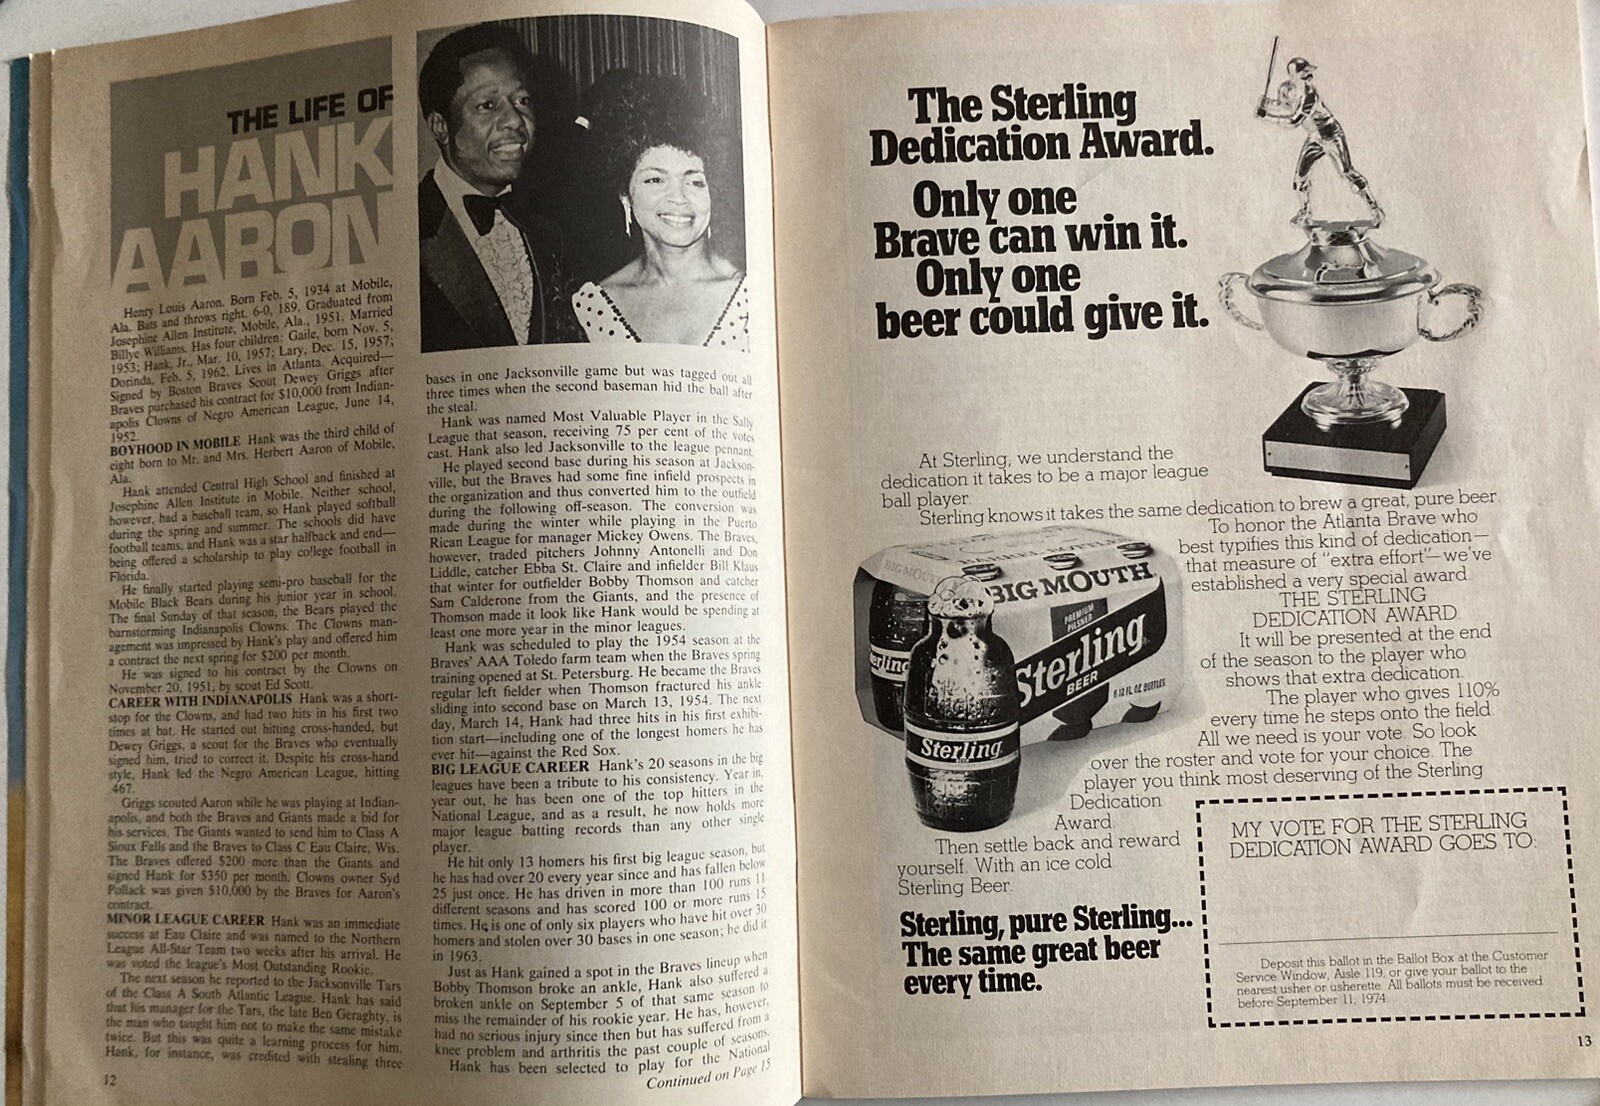 THE LIFE OF
HANK
AARON
Henry Louis Aaron. Born Feb. 5, 1934 at Mobile,
Ala. Bats and throws right. 6-0, 189. Graduated from
Josephine Allen Institute, Mobile, Ala., 1951. Married
Billye Williams. Has four children: Gaile, born Nov. 5,
1953; Hank, Jr., Mar. 10, 1957; Lary, Dec. 15, 1957;
Dorinda, Feb. 5, 1962. Lives in Atlanta. Acquired—
Signed by Boston Braves Scout Dewey Griggs after
Braves purchased his contract for $10,000 from Indian-
apolis Clowns of Negro American League, June 14,
1952.
BOYHOOD IN MOBILE Hank was the third child of
eight born to Mr. and Mrs. Herbert Aaron of Mobile,
Ala.
Hank attended Central High School and finished at
Josephine Allen Institute in Mobile. Neither school,
however, had a baseball team, so Hank played softball
during the spring and summer. The schools did have
football teams, and Hank was a star halfback and end—
being offered a scholarship to play college football in
Florida.
He finally started playing semi-pro baseball for the
Mobile Black Bears during his junior year in school.
The final Sunday of that season, the Bears played the
barnstorming Indianapolis Clowns. The Clowns man-
agement was impressed by Hank's play and offered him
a contract the next spring for $200 per month.
He was signed to his contract by the Clowns on
November 20, 1951, by scout Ed Scott.
CAREER WITH INDIANAPOLIS Hank was a short-
stop for the Clowns, and had two hits in his first two
times at bat. He started out hitting cross-handed, but
Dewey Griggs, a scout for the Braves who eventually
signed him, tried to correct it. Despite his cross-hand
style, Hank led the Negro American League, hitting
.467.
Griggs scouted Aaron while he was playing at Indian-
apolis, and both the Braves and Giants made a bid for
his services. The Giants wanted to send him to Class A
Sioux Falls and the Braves to Class C Eau Claire, Wis.
The Braves offered $200 more than the Giants and
signed Hank for $350 per month. Clowns owner Syd
Pollack was given $10,000 by the Braves for Aaron's
contract.
MINOR LEAGUE CAREER Hank was an immediate
success at Eau Claire and was named to the Northern
League All-Star Team two weeks after his arrival. He
was voted the league's Most Outstanding Rookie.
The next season he reported to the Jacksonville Tars
of the Class A South Atlantic League. Hank has said
that his manager for the Tars, the late Ben Geraghty, is
the man who taught him not to make the same mistake
twice. But this was quite a learning process for him.
Hank, for instance, was credited with stealing three
12
bases in one Jacksonville game but was tagged out all
three times when the second baseman hid the ball after
the steal.
Hank was named Most Valuable Player in the Sally
League that season, receiving 75 per cent of the votes
cast. Hank also led Jacksonville to the league pennant.
He played second base during his season at Jackson-
ville, but the Braves had some fine infield prospects in
the organization and thus converted him to the outfield
during the following off-season. The conversion was
made during the winter while playing in the Puerto
Rican League for manager Mickey Owens. The Braves,
however, traded pitchers Johnny Antonelli and Don
Liddle, catcher Ebba St. Claire and infielder Bill Klaus
that winter for outfielder Bobby Thomson and catcher
Sam Calderone from the Giants, and the presence of
Thomson made it look like Hank would be spending at
least one more year in the minor leagues.
Hank was scheduled to play the 1954 season at the
Braves' AAA Toledo farm team when the Braves spring
training opened at St. Petersburg. He became the Braves
regular left fielder when Thomson fractured his ankle
sliding into second base on March 13, 1954. The next
day, March 14, Hank had three hits in his first exhibi-
tion start—including one of the longest homers he has
ever hit—against the Red Sox.
BIG LEAGUE CAREER Hank's 20 seasons in the big
leagues have been a tribute to his consistency. Year in,
year out, he has been one of the top hitters in the
National League, and as a result, he now holds more
major league batting records than any other single
player.
He hit only 13 homers his first big league season, but
he has had over 20 every year since and has fallen below
25 just once. He has driven in more than 100 runs 11
different seasons and has scored 100 or more runs 15
times. He is one of only six players who have hit over 30
homers and stolen over 30 bases in one season; he did it
in 1963.
Just as Hank gained a spot in the Braves lineup when
Bobby Thomson broke an ankle, Hank also suffered a
broken ankle on September 5 of that same season to
miss the remainder of his rookie year. He has, however,
had no serious injury since then but has suffered from a
knee problem and arthritis the past couple of seasons.
Hank has been selected to play for the National
Continued on Page 15
The Sterling
Dedication Award.
Only one
Brave can win it.
Only one
beer could give it.
At Sterling, we understand the
dedication it takes to be a major league
ball player.
Sterling knows it takes the same dedication to brew a great, pure beer.
To honor the Atlanta Brave who
best typifies this kind of dedication—
that measure of "extra effort"—we've
established a very special award.
THE STERLING
DEDICATION AWARD.
It will be presented at the end
of the season to the player who
shows that extra dedication.
The player who gives 110%
every time he steps onto the field.
All we need is your vote. So look
over the roster and vote for your choice. The
player you think most deserving of the Sterling
Dedication
Award.
Then settle back and reward
yourself. With an ice cold
Sterling Beer.
Sterling, pure Sterling...
The same great beer
every time.
BIG MOUTH
BIG MOUTH
PREMIUM
PILSNER
Sterling
BEER
6 12 FL. OZ. BOTTLES
Sterling
MY VOTE FOR THE STERLING
DEDICATION AWARD GOES TO:
Deposit this ballot in the Ballot Box at the Customer
Service Window, Aisle 119, or give your ballot to the
nearest usher or usherette. All ballots must be received
before September 11, 1974.
13